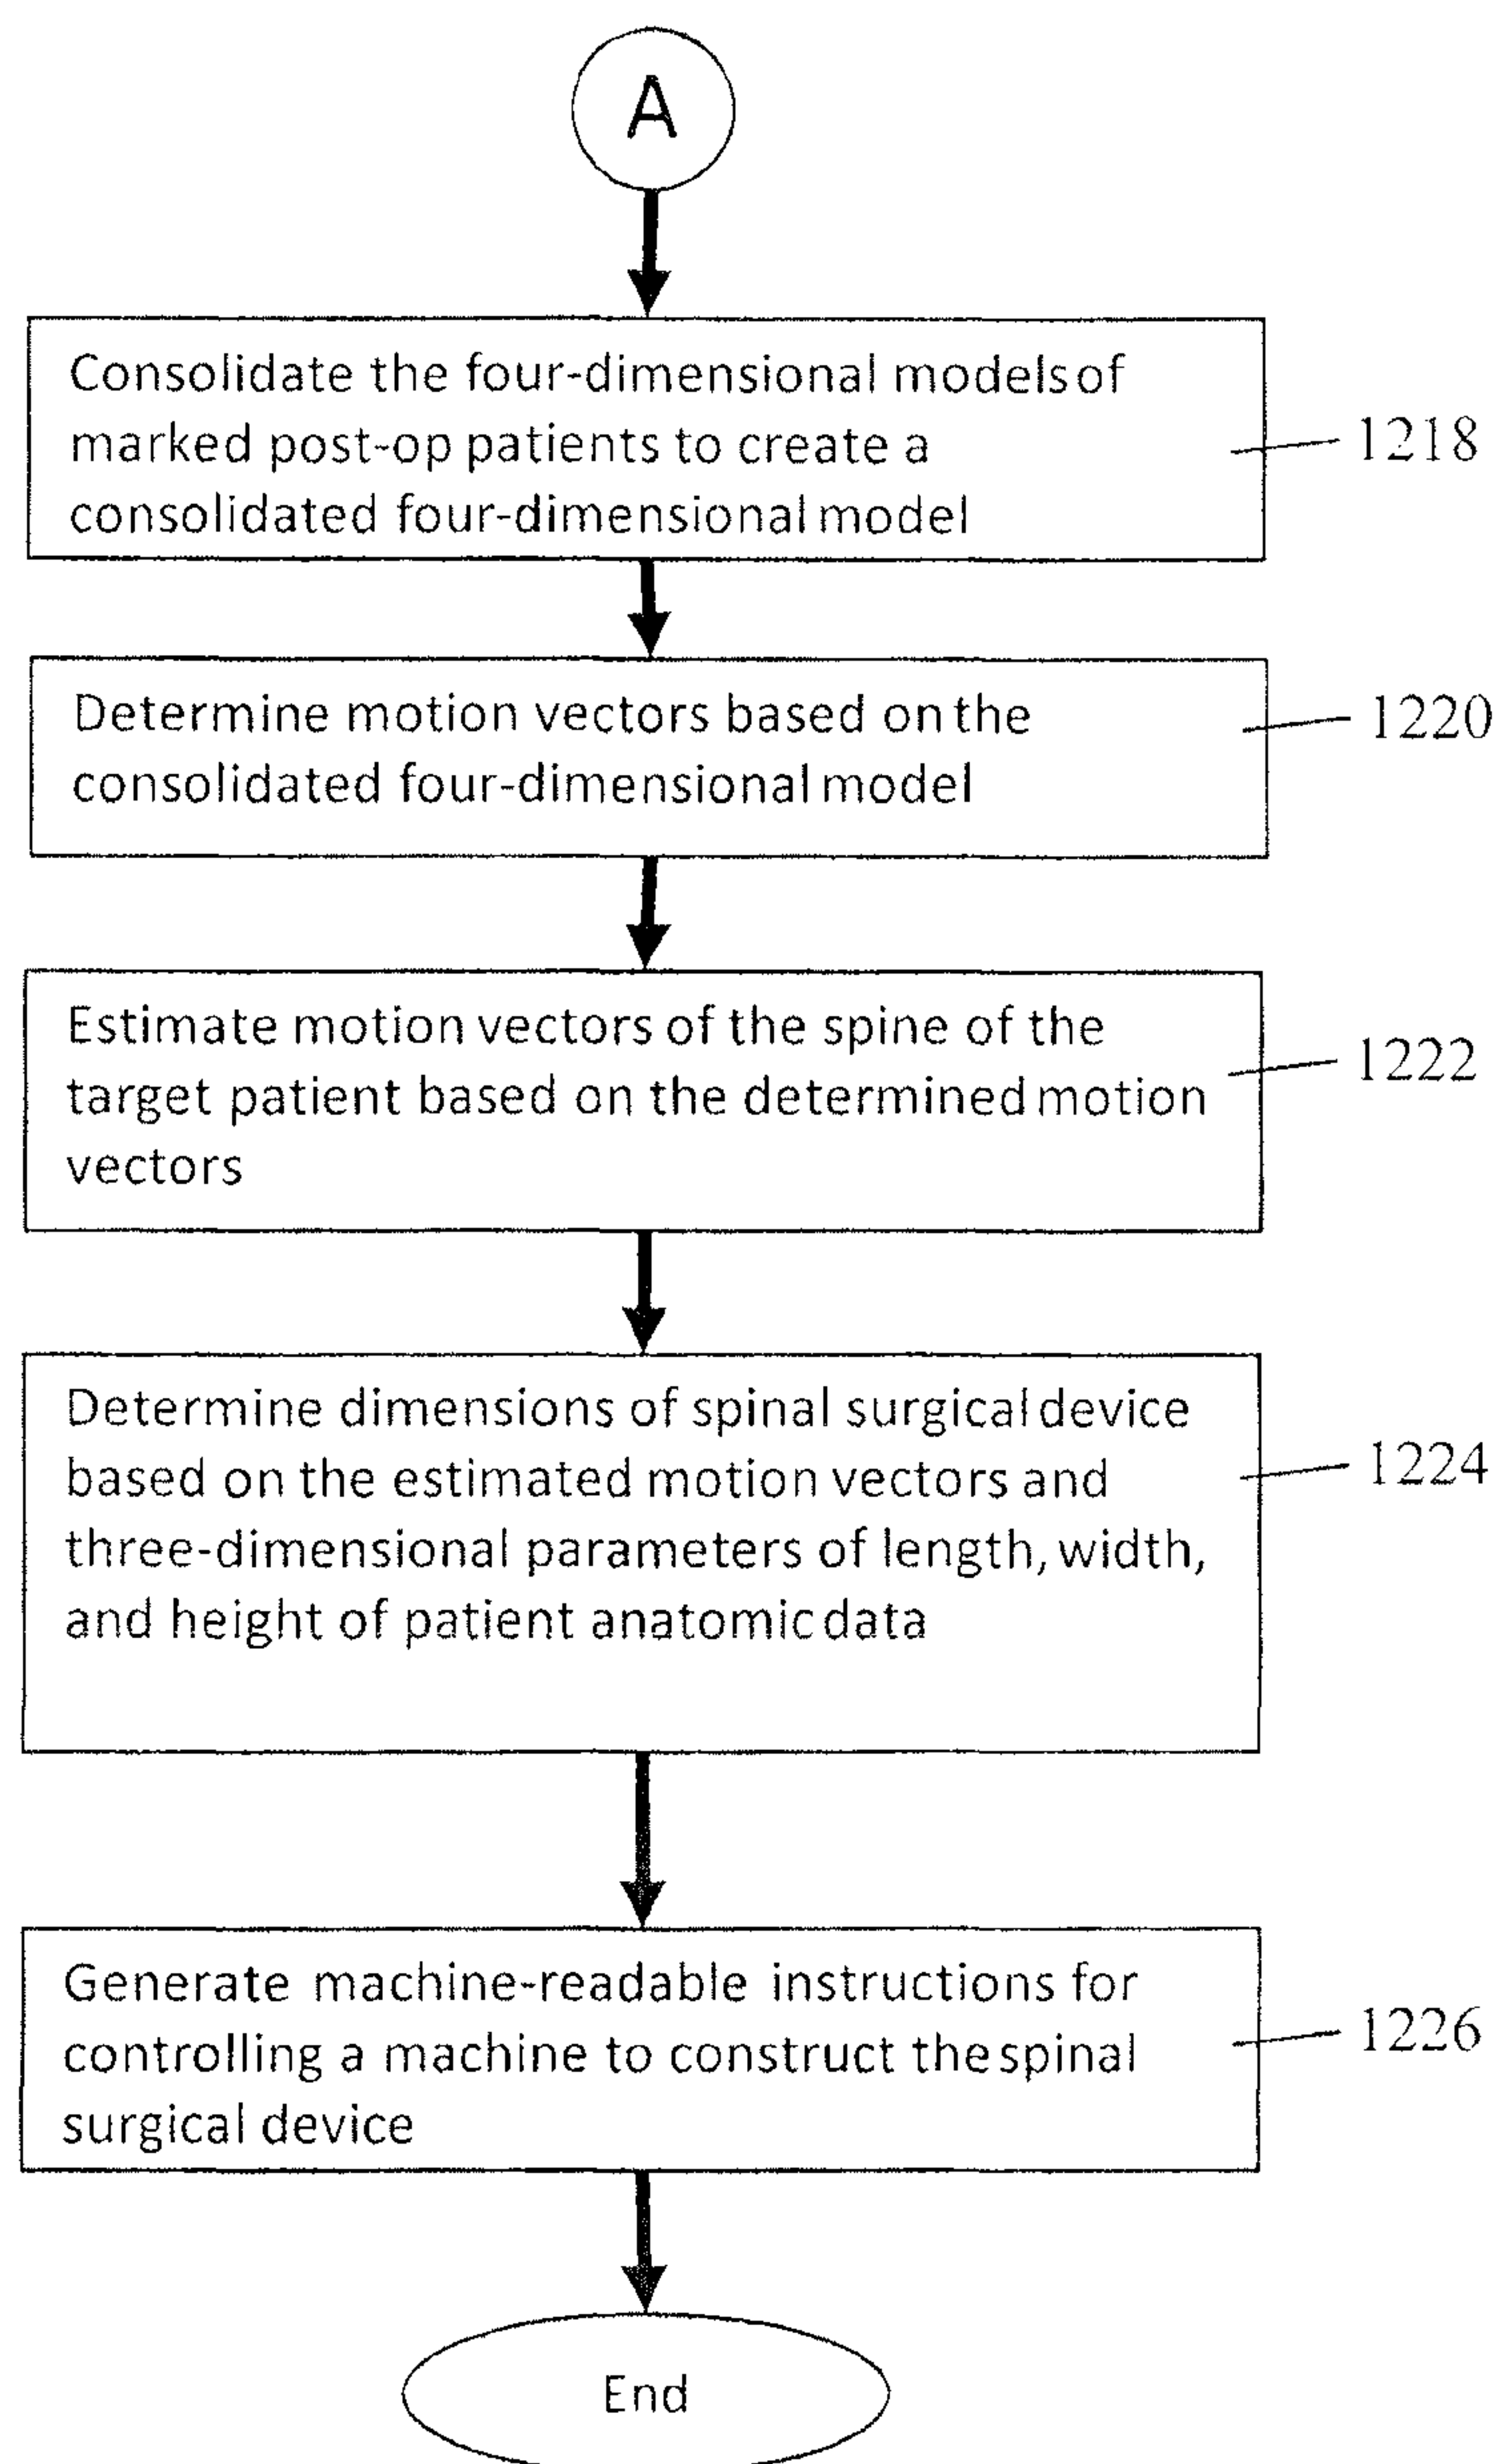 A
Consolidate the four-dimensional models of
marked post-op patients to create a
consolidated four-dimensional model
1218
Determine motion vectors based on the
consolidated four-dimensional model
1220
Estimate motion vectors of the spine of the
target patient based on the determined motion
vectors
1222
Determine dimensions of spinal surgical device
based on the estimated motion vectors and
three-dimensional parameters of length, width,
and height of patient anatomic data
1224
Generate machine-readable instructions for
controlling a machine to construct the spinal
surgical device
1226
End